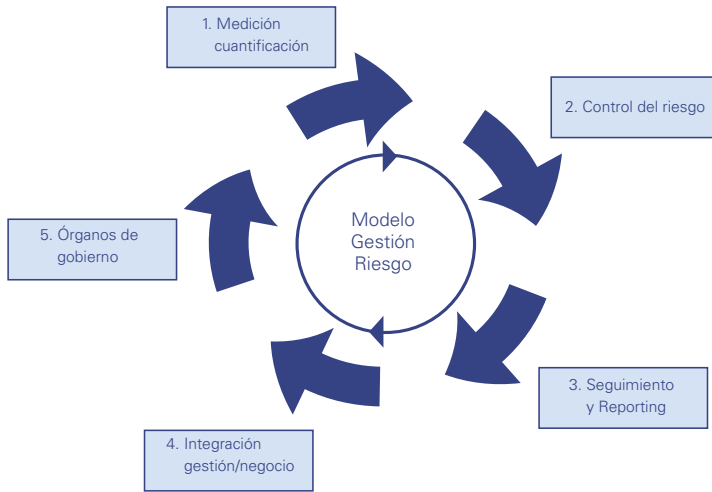 1. Medición
cuantificación
2. Control del riesgo
Modelo
Gestión
Riesgo
5. Órganos de
gobierno
3. Seguimiento
y Reporting
4. Integración
gestión/negocio